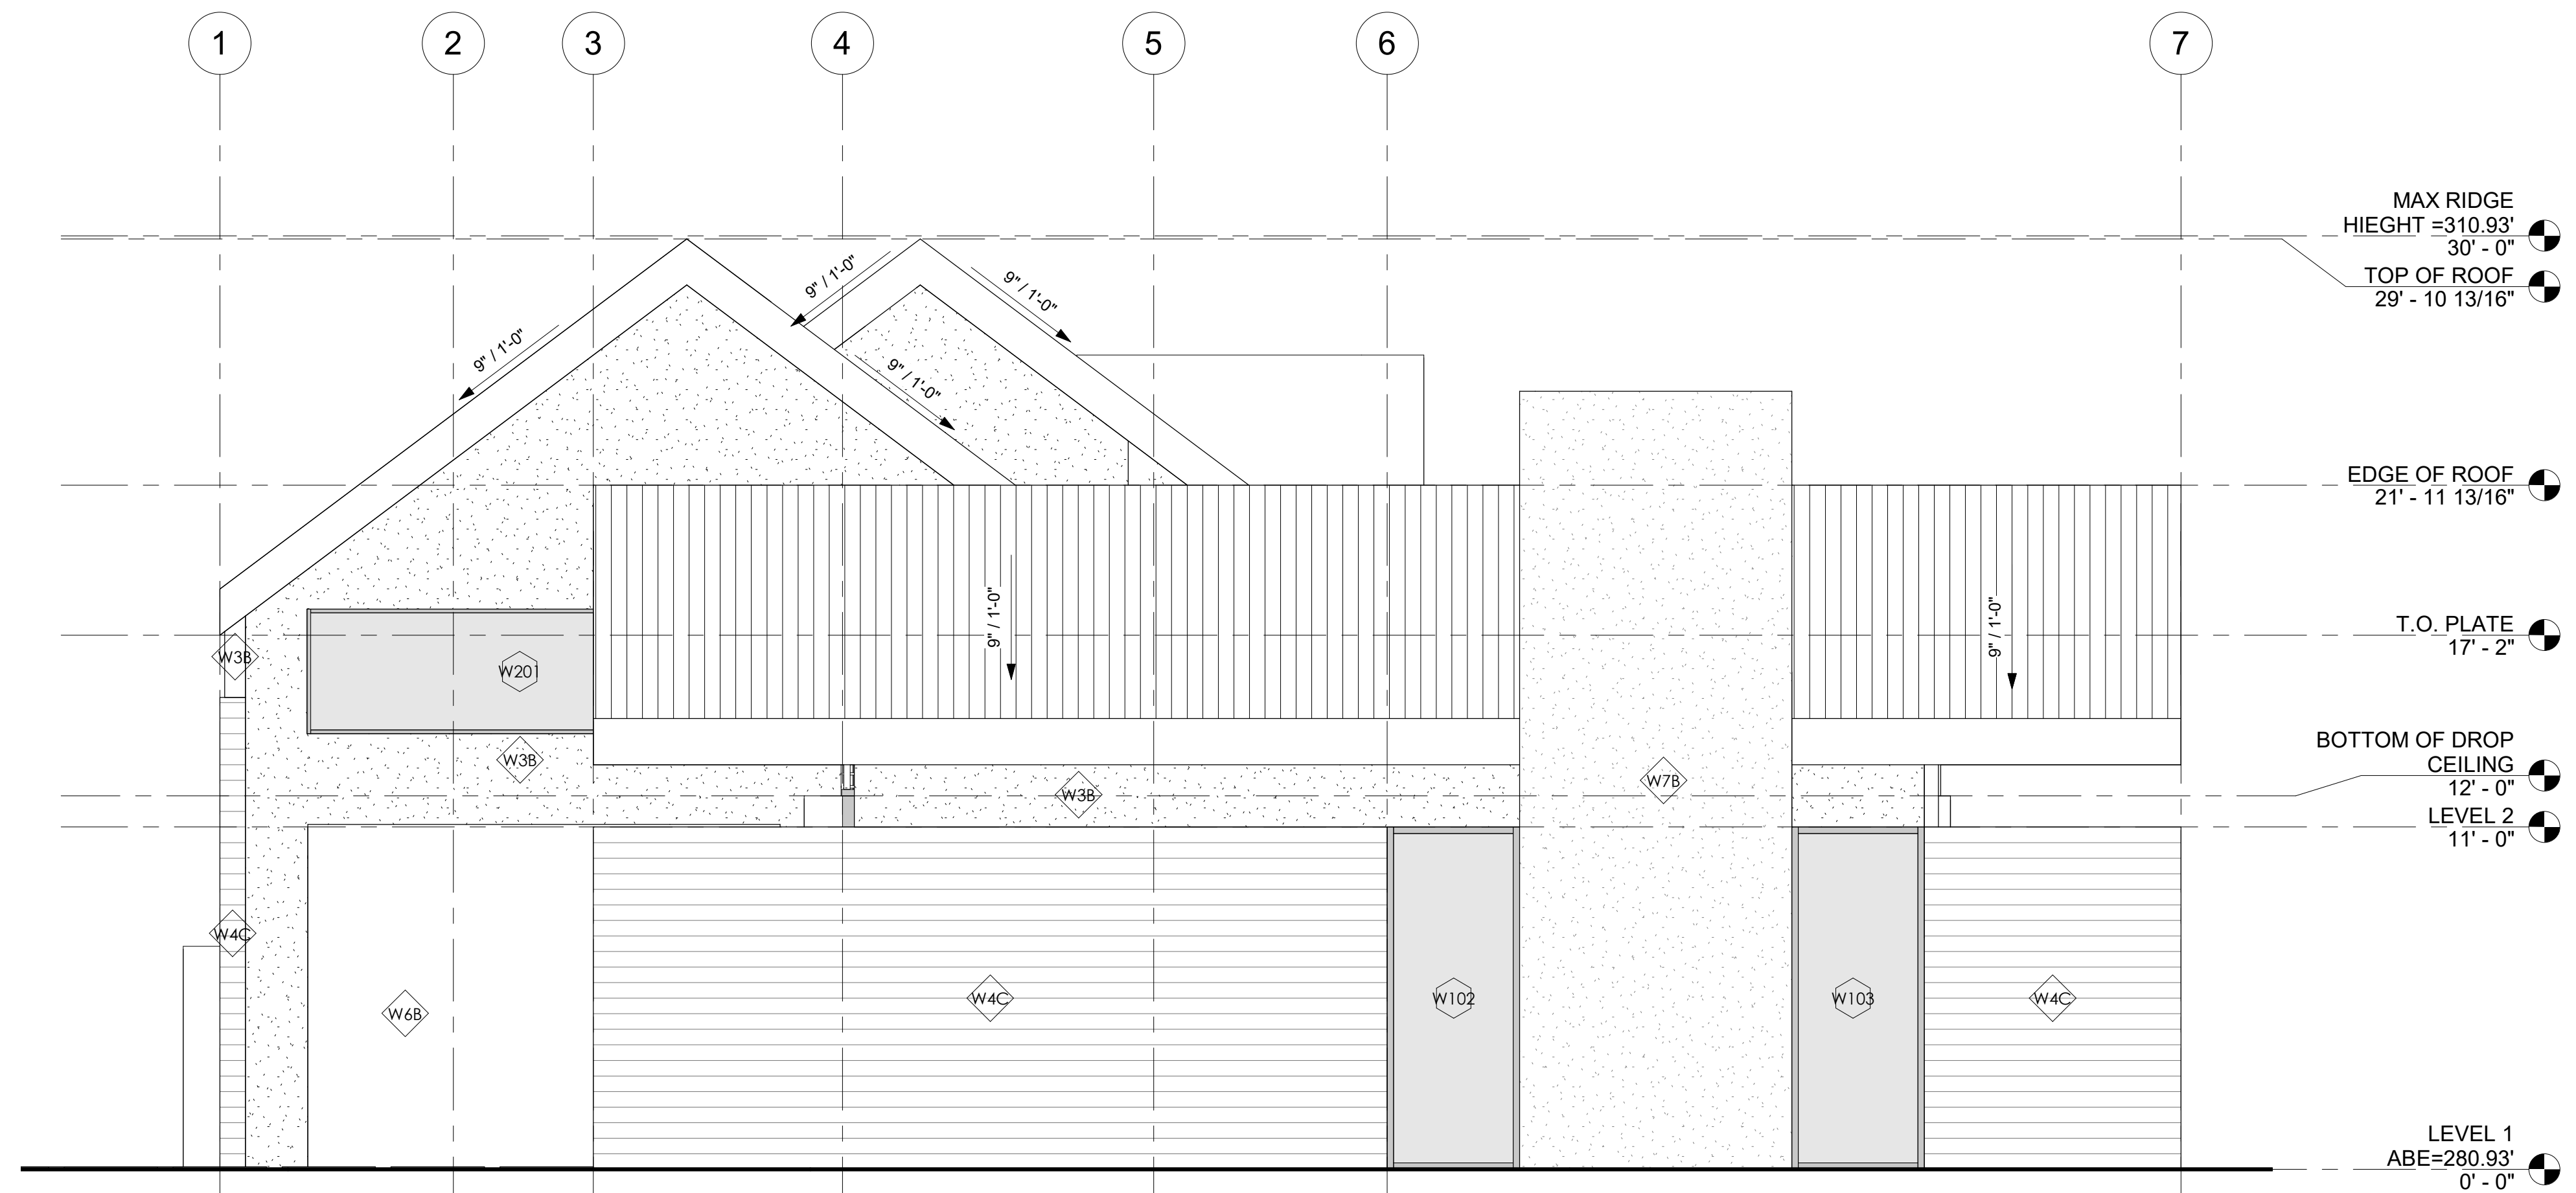 1
2
3
4
5
6
7
MAX RIDGE
HIEGHT =310.93'
30' - 0"
TOP OF ROOF
29' - 10 13/16"
9" / 1'-0"
9" / 1'-0"
9" / 1'-0"
9" / 1'-0"
EDGE OF ROOF
21' - 11 13/16"
9" / 1'-0"
9" / 1'-0"
T.O. PLATE
17' - 2"
W3B
W201
W3B
W3B
W7B
BOTTOM OF DROP
CEILING
12' - 0"
LEVEL 2
11' - 0"
W4C
W6B
W4C
W102
W103
W4C
LEVEL 1
ABE=280.93'
0' - 0"